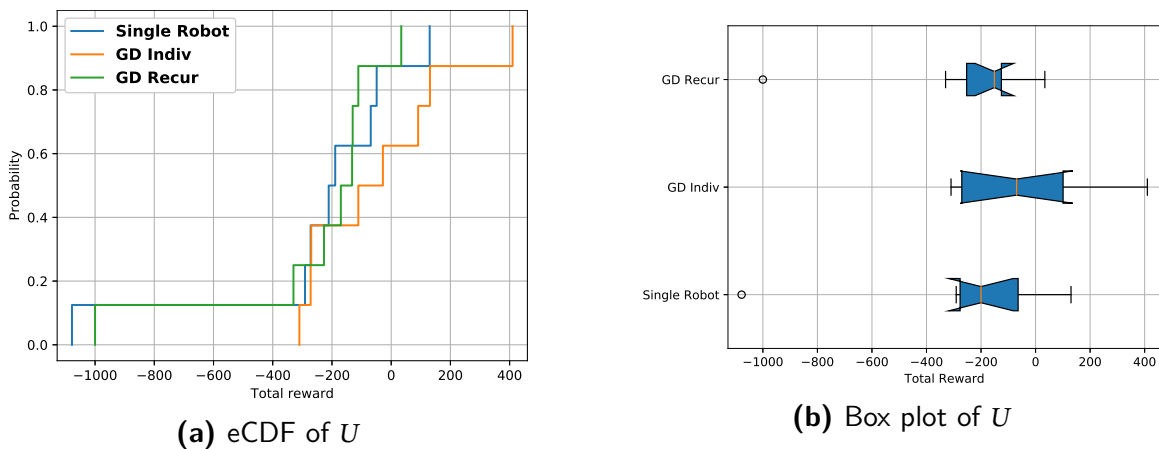 1.0
0.8
0.6
0.4
0.2
0.0
Probability
Single Robot
GD Indiv
GD Recur
−1000 −800 −600 −400 −200 0 200 400
Total reward
(a) eCDF of U
GD Recur
GD Indiv
Single Robot
−1000 −800 −600 −400 −200 0 200 400
Total Reward
(b) Box plot of U